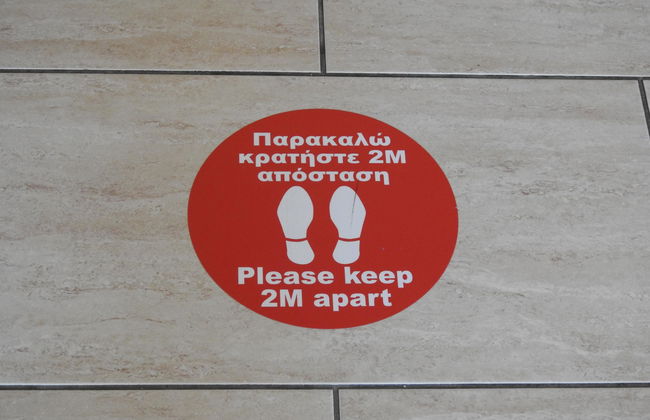 Παρακαλώ
κρατήστε 2Μ
απόσταση
Please keep
2M apart